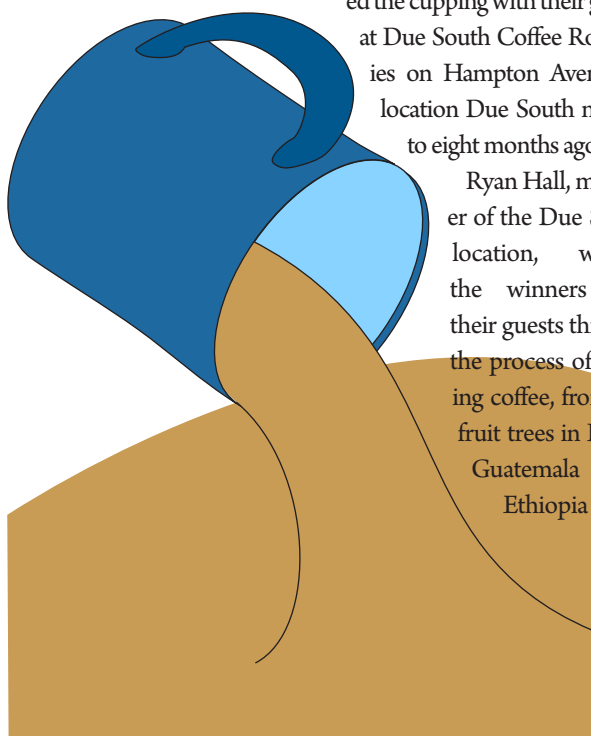 ed the cupping with their
at Due South Coffee Ro
ies on Hampton Aven
location Due South m
to eight months ago
Ryan Hall, m
er of the Due S
location, w
the winners
their guests thr
the process of
ing coffee, from
fruit trees in
Guatemala
Ethiopia